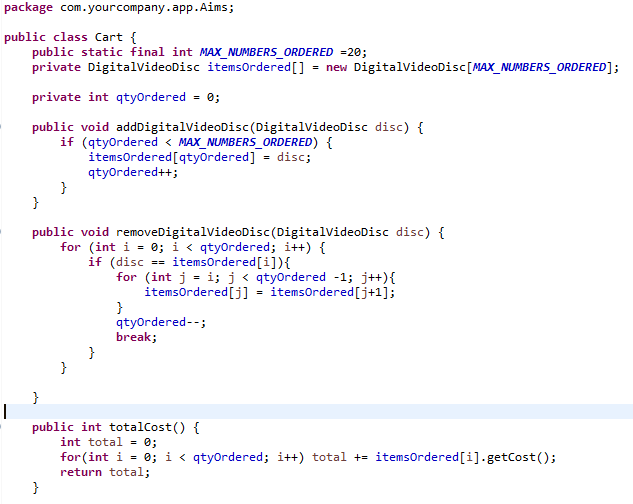 package com.yourcompany.app.Aims;
public class Cart {
public static final int MAX_NUMBERS_ORDERED =20;
private DigitalVideoDisc itemsOrdered[] = new DigitalVideoDisc[MAX_NUMBERS_ORDERED];
private int qtyOrdered = 0;
public void addDigitalVideoDisc(DigitalVideoDisc disc) {
if (qtyOrdered < MAX_NUMBERS_ORDERED) {
itemsOrdered[qtyOrdered] = disc;
qtyOrdered++;
}
}
public void removeDigitalVideoDisc(DigitalVideoDisc disc) {
for (int i = 0; i < qtyOrdered; i++) {
if (disc == itemsOrdered[i]){
for (int j = i; j < qtyOrdered -1; j++){
itemsOrdered[j] = itemsOrdered[j+1];
}
qtyOrdered--;
break;
}
}
}
public int totalCost() {
int total = 0;
for(int i = 0; i < qtyOrdered; i++) total += itemsOrdered[i].getCost();
return total;
}